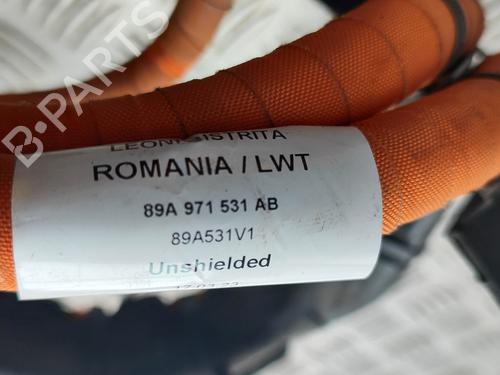 B-PARTS
LEONI BISTRITA
ROMANIA / LWT
89A 971 531 AB
89A531V1
Unshielded